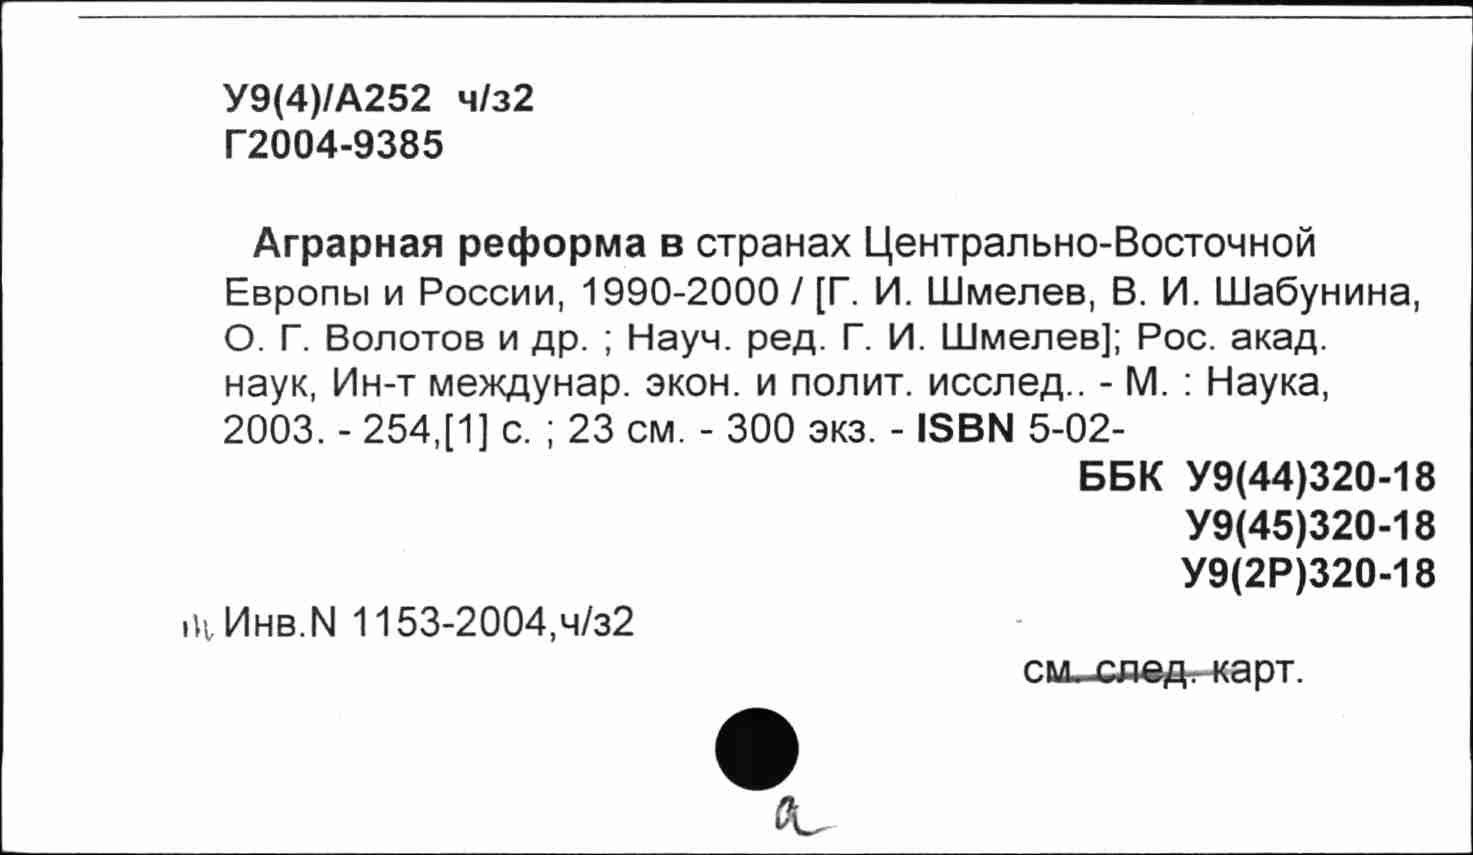 У9(4)/А252 ч/з2
Г2004-9385
Аграрная реформа в странах Центрально-Восточной
Европы и России, 1990-2000 / [Г. И. Шмелев, В. И. Шабунина,
О. Г. Волотов и др. ; Науч. ред. Г. И. Шмелев]; Рос. акад.
наук, Ин-т междунар. экон. и полит. исслед.. - М. : Наука,
2003. - 254,[1] с. ; 23 см. - 300 экз. - ISBN 5-02-
ББК У9(44)320-18
У9(45)320-18
У9(2Р)320-18
Инв.N 1153-2004,ч/з2
см. след. карт.
а